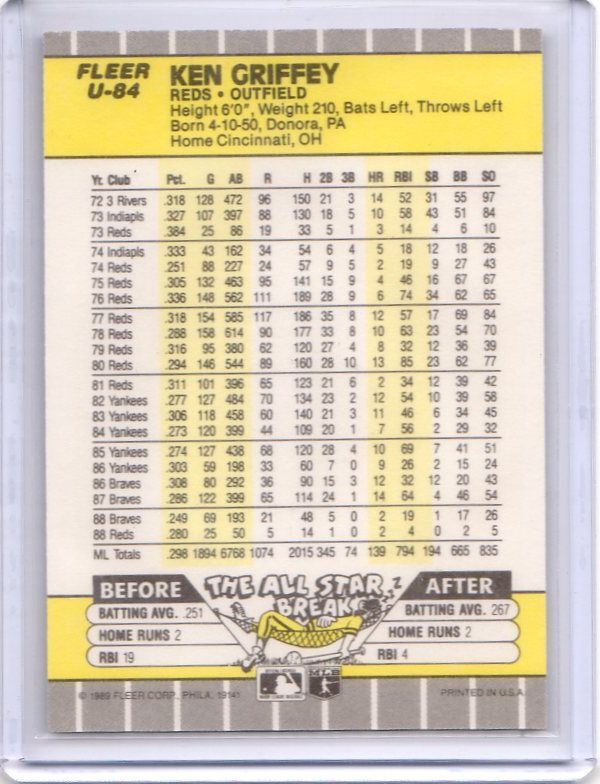 FLEER
U-84
KEN GRIFFEY
REDS • OUTFIELD
Height 6'0", Weight 210, Bats Left, Throws Left
Born 4-10-50, Donora, PA
Home Cincinnati, OH
Yr. Club Pct. G AB R H 2B 3B HR RBI SB BB SO
72 3 Rivers .318 128 472 96 150 21 3 14 52 31 55 97
73 Indiapls .327 107 397 88 130 18 5 10 58 43 51 84
73 Reds .384 25 86 19 33 5 1 3 14 4 6 10
74 Indiapls .333 43 162 34 54 6 4 5 18 12 18 26
74 Reds .251 88 227 24 57 9 5 2 19 9 27 43
75 Reds .305 132 463 95 141 15 9 4 46 16 67 67
76 Reds .336 148 562 111 189 28 9 6 74 34 62 65
77 Reds .318 154 585 117 186 35 8 12 57 17 69 84
78 Reds .288 158 614 90 177 33 8 10 63 23 54 70
79 Reds .316 95 380 62 120 27 4 8 32 12 36 39
80 Reds .294 146 544 89 160 28 10 13 85 23 62 77
81 Reds .311 101 396 65 123 21 6 2 34 12 39 42
82 Yankees .277 127 484 70 134 23 2 12 54 10 39 58
83 Yankees .306 118 458 60 140 21 3 11 46 6 34 45
84 Yankees .273 120 399 44 109 20 1 7 56 2 29 32
85 Yankees .274 127 438 68 120 28 4 10 69 7 41 51
86 Yankees .303 59 198 33 60 7 0 9 26 2 15 24
86 Braves .308 80 292 36 90 15 3 12 32 12 20 43
87 Braves .286 122 399 65 114 24 1 14 64 4 46 54
88 Braves .249 69 193 21 48 5 0 2 19 1 17 26
88 Reds .280 25 50 5 14 1 0 2 4 0 2 5
ML Totals .298 1894 6768 1074 2015 345 74 139 794 194 665 835
BEFORE THE ALL STAR BREAK AFTER
BATTING AVG. .251 BATTING AVG. .267
HOME RUNS 2 HOME RUNS 2
RBI 19 RBI 4
MLB
© 1989 FLEER CORP., PHILA. 19141 PRINTED IN U.S.A.